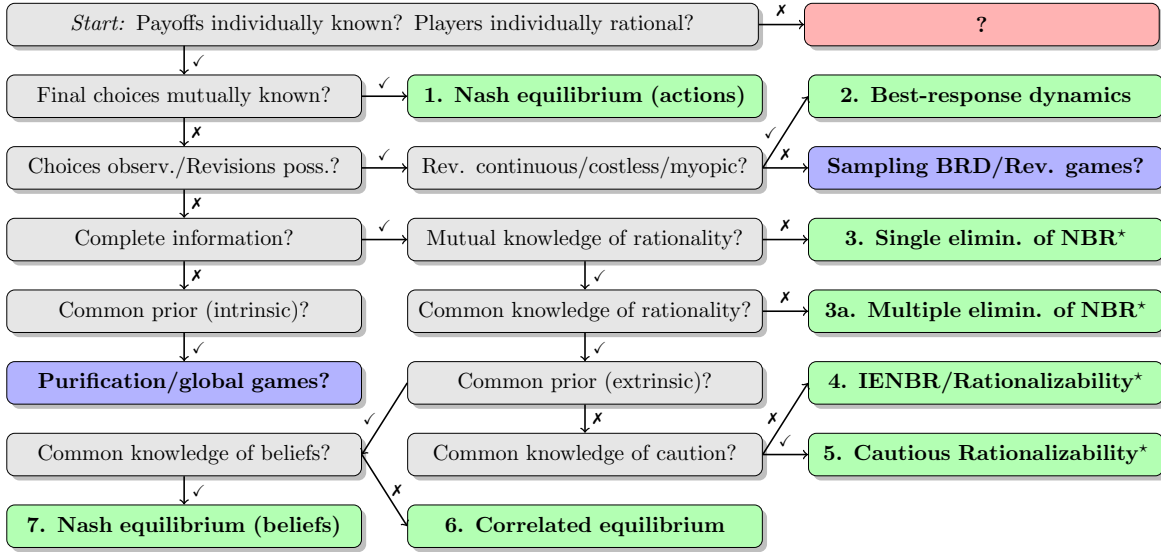 Start: Payoffs individually known? Players individually rational?
✗
?
✓
Final choices mutually known?
✓
1. Nash equilibrium (actions)
2. Best-response dynamics
✗
✓
Choices observ./Revisions poss.?
✓
Rev. continuous/costless/myopic?
✗
Sampling BRD/Rev. games?
✗
Complete information?
✓
Mutual knowledge of rationality?
✗
3. Single elimin. of NBR⋆
✗
✓
Common prior (intrinsic)?
Common knowledge of rationality?
✗
3a. Multiple elimin. of NBR⋆
✓
✓
Purification/global games?
Common prior (extrinsic)?
4. IENBR/Rationalizability⋆
✓
✗
✗
Common knowledge of beliefs?
Common knowledge of caution?
✓
5. Cautious Rationalizability⋆
✓
✗
7. Nash equilibrium (beliefs)
6. Correlated equilibrium